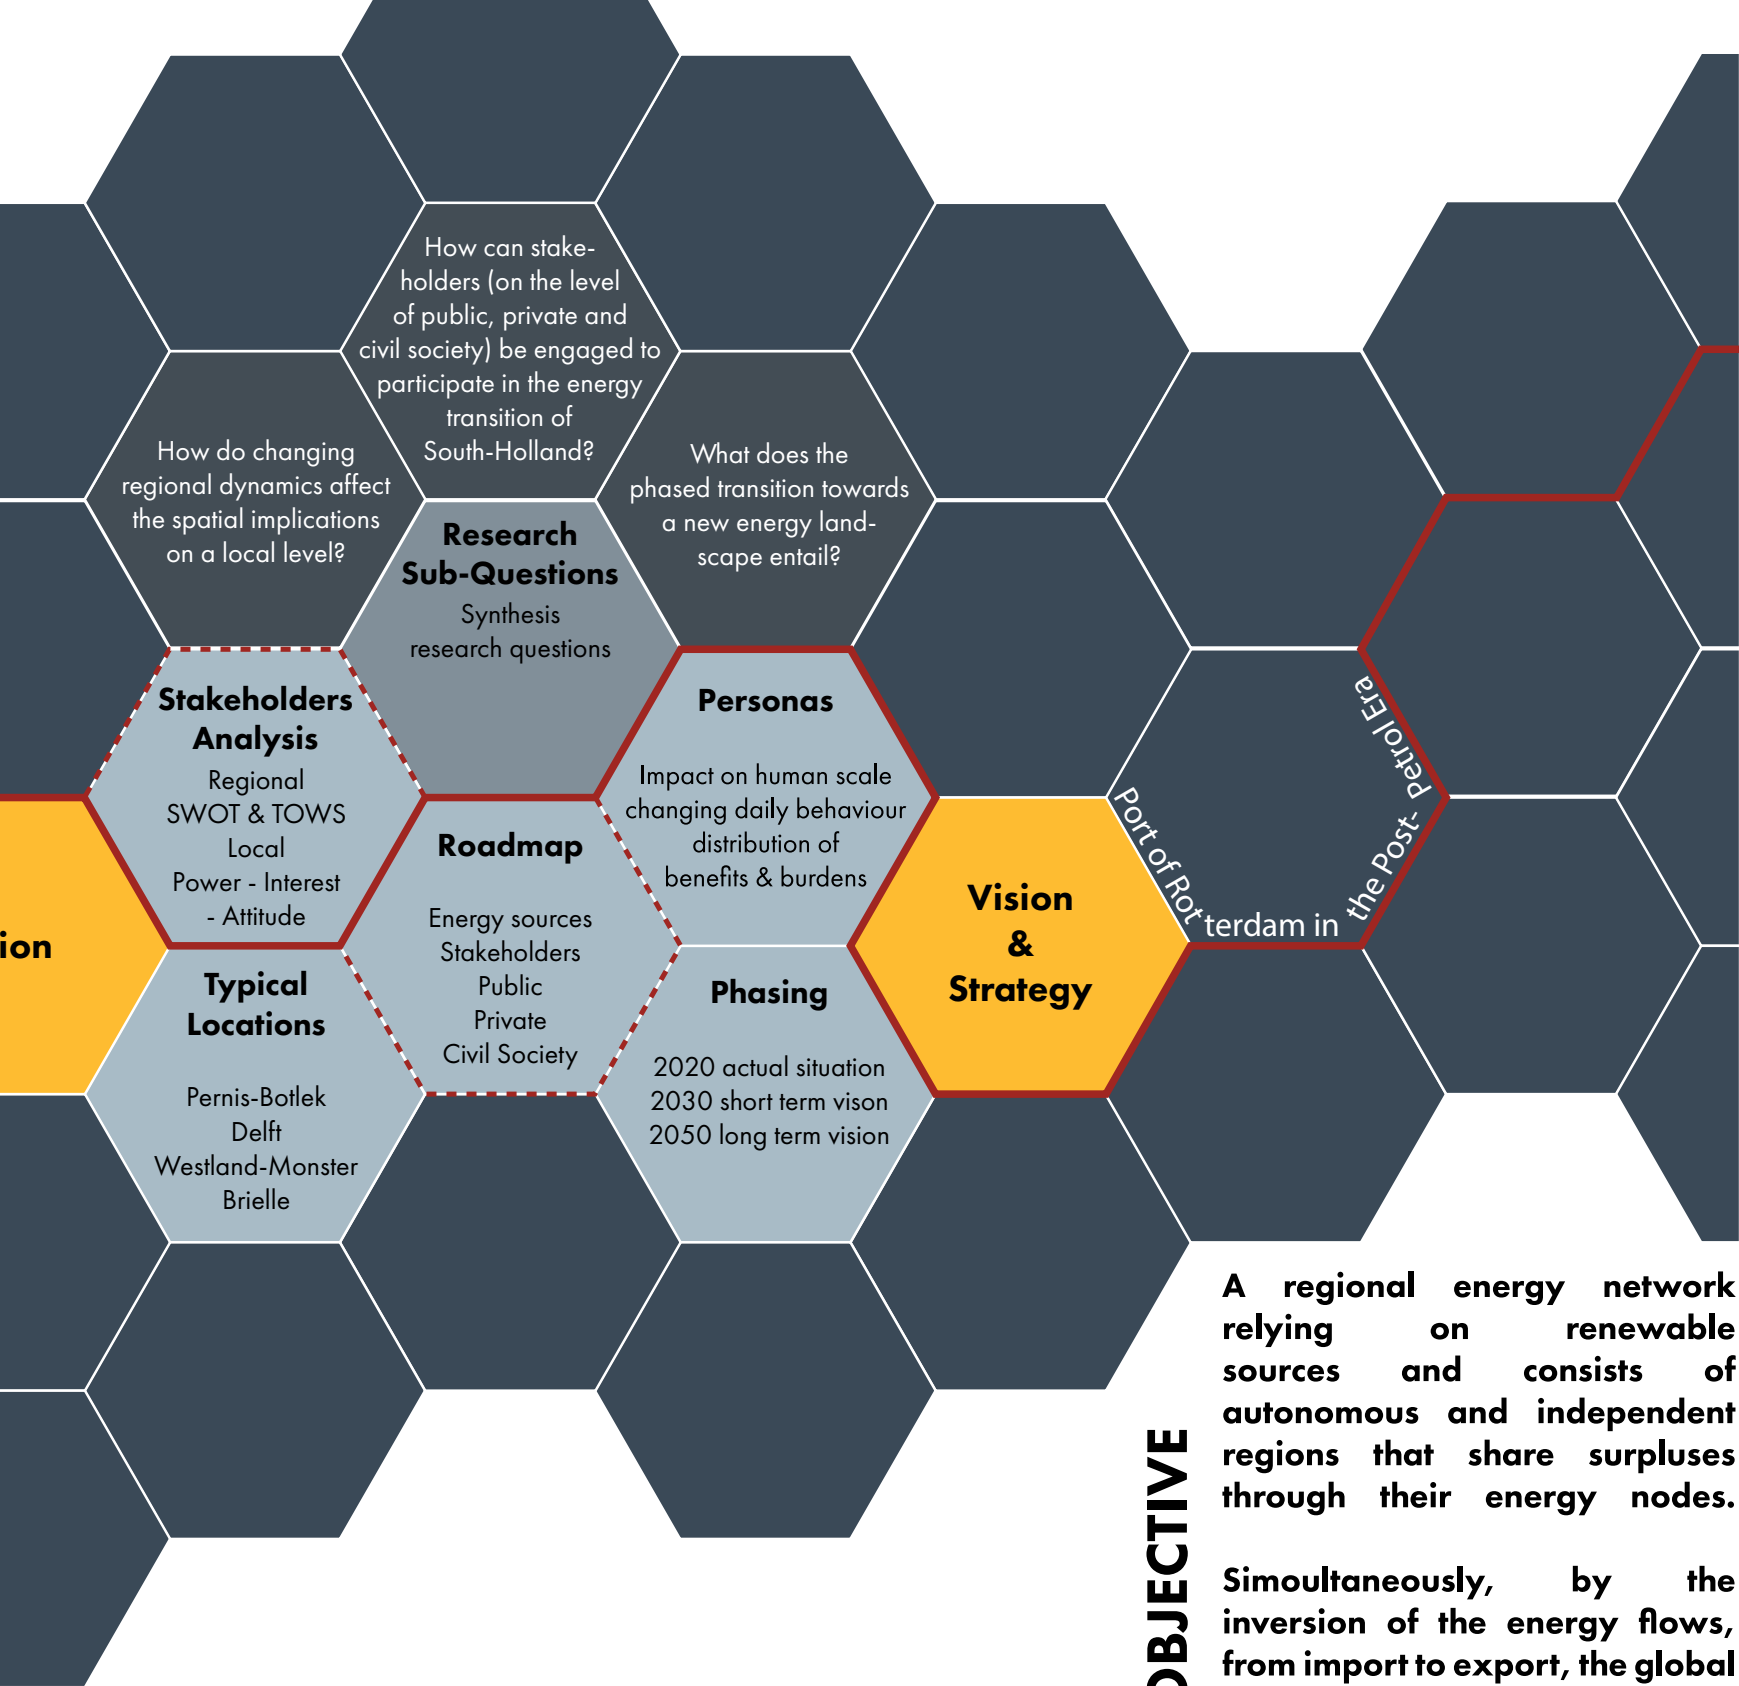 How can stake-
holders (on the level
of public, private and
civil society) be engaged to
participate in the energy
transition of
South-Holland?
How do changing
regional dynamics affect
the spatial implications
on a local level?
What does the
phased transition towards
a new energy land-
scape entail?
Research
Sub-Questions
Synthesis
research questions
Stakeholders
Analysis
Regional
SWOT & TOWS
Local
Power - Interest
- Attitude
Personas
Impact on human scale
changing daily behaviour
distribution of
benefits & burdens
Roadmap
Energy sources
Stakeholders
Public
Private
Civil Society
ion
Typical
Locations
Pernis-Botlek
Delft
Westland-Monster
Brielle
Phasing
2020 actual situation
2030 short term vison
2050 long term vision
Vision
&
Strategy
Port of Rot terdam in the Post- Petrol Era
OBJECTIVE
A regional energy network
relying on renewable
sources and consists of
autonomous and independent
regions that share surpluses
through their energy nodes.
Simoultaneously, by the
inversion of the energy flows,
from import to export, the global